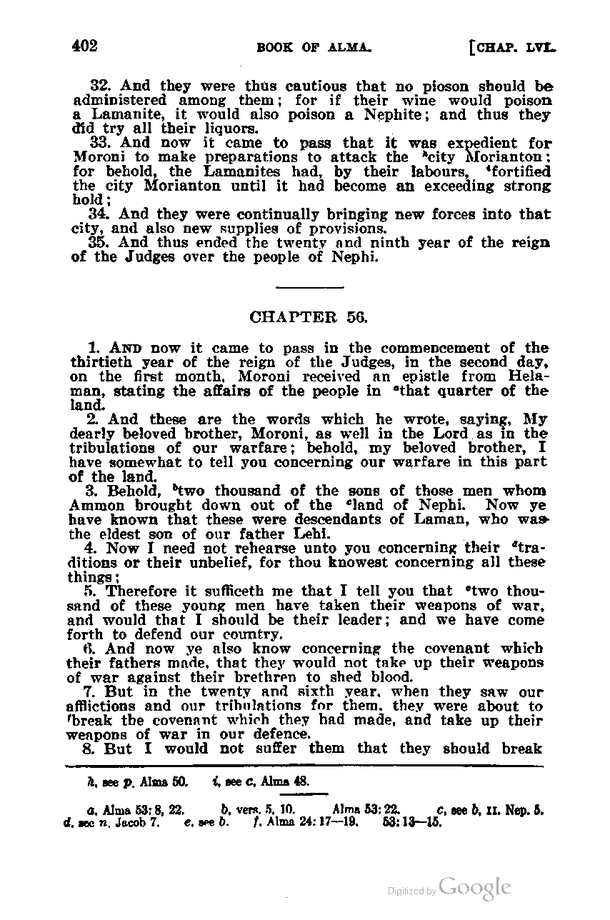 402 BOOK OF ALMA. [CHAP. LVI.
32. And they were thus cautious that no pioson should be
administered among them; for if their wine would poison
a Lamanite, it would also poison a Nephite; and thus they
did try all their liquors.
33. And now it came to pass that it was expedient for
Moroni to make preparations to attack the ʰcity Morianton;
for behold, the Lamanites had, by their labours, ⁱfortified
the city Morianton until it had become an exceeding strong
hold;
34. And they were continually bringing new forces into that
city, and also new supplies of provisions.
35. And thus ended the twenty and ninth year of the reign
of the Judges over the people of Nephi.
CHAPTER 56.
1. AND now it came to pass in the commencement of the
thirtieth year of the reign of the Judges, in the second day,
on the first month, Moroni received an epistle from Hela-
man, stating the affairs of the people in ᵃthat quarter of the
land.
2. And these are the words which he wrote, saying, My
dearly beloved brother, Moroni, as well in the Lord as in the
tribulations of our warfare; behold, my beloved brother, I
have somewhat to tell you concerning our warfare in this part
of the land.
3. Behold, ᵇtwo thousand of the sons of those men whom
Ammon brought down out of the ᶜland of Nephi. Now ye
have known that these were descendants of Laman, who was
the eldest son of our father Lehi.
4. Now I need not rehearse unto you concerning their ᵈtra-
ditions or their unbelief, for thou knowest concerning all these
things;
5. Therefore it sufficeth me that I tell you that ᵉtwo thou-
sand of these young men have taken their weapons of war,
and would that I should be their leader; and we have come
forth to defend our country.
6. And now ye also know concerning the covenant which
their fathers made, that they would not take up their weapons
of war against their brethren to shed blood.
7. But in the twenty and sixth year, when they saw our
afflictions and our tribulations for them, they were about to
ᶠbreak the covenant which they had made, and take up their
weapons of war in our defence.
8. But I would not suffer them that they should break
h, see p, Alma 50. i, see c, Alma 48.
a, Alma 53: 8, 22. b, vers. 5, 10. Alma 53: 22. c, see b, II. Nep. 5.
d, see n, Jacob 7. e, see b. f, Alma 24: 17—19. 53: 13—15.
Digitized by Google